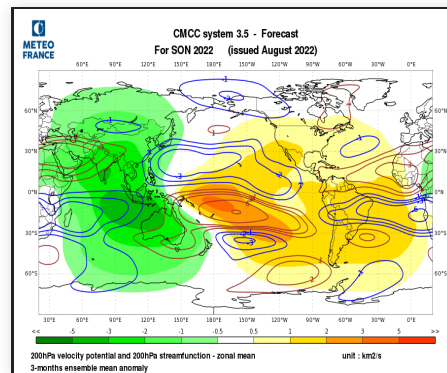 METEO
FRANCE
CMCC system 3.5 - Forecast
For SON 2022 (issued August 2022)
60°E 90°E 120°E 150°E 180°E 150°W 120°W 90°W 60°W 30°W 0°E
60°N 60°N
30°N 30°N
0°N 0°N
30°S 30°S
60°S 60°S
30°E 60°E 90°E 120°E 150°E 180°E 150°W 120°W 90°W 60°W 30°W 0°E
<< -5 -3 -2 -1 -0.5 0.5 1 2 3 5 >>
200hPa velocity potential and 200hPa streamfunction - zonal mean unit : km2/s
3-months ensemble mean anomaly